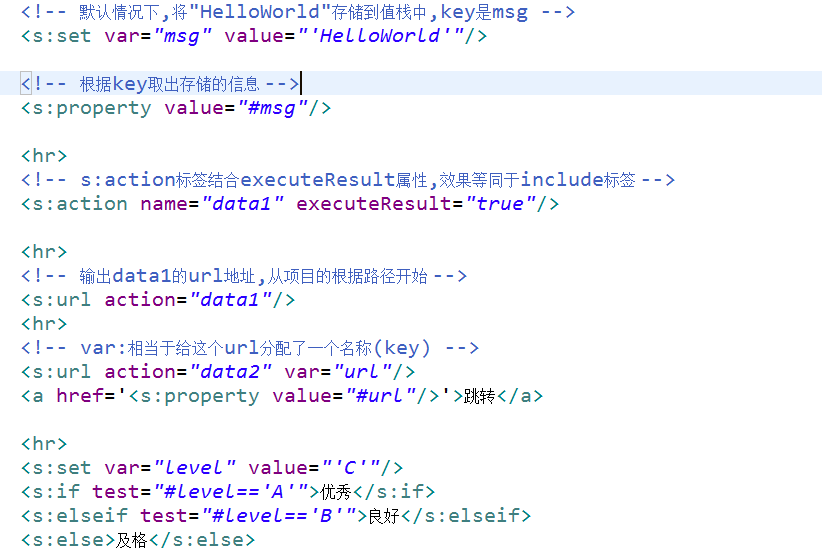 <!-- 默认情况下,将"HelloWorld"存储到值栈中,key是msg -->
<s:set var="msg" value="'HelloWorld'"/>
<!-- 根据key取出存储的信息 -->
<s:property value="#msg"/>
<hr>
<!-- s:action标签结合executeResult属性,效果等同于include标签 -->
<s:action name="data1" executeResult="true"/>
<hr>
<!-- 输出data1的url地址,从项目的根据路径开始 -->
<s:url action="data1"/>
<hr>
<!-- var:相当于给这个url分配了一个名称(key) -->
<s:url action="data2" var="url"/>
<a href='<s:property value="#url"/>'>跳转</a>
<hr>
<s:set var="level" value="'C'"/>
<s:if test="#level=='A'">优秀</s:if>
<s:elseif test="#level=='B'">良好</s:elseif>
<s:else>及格</s:else>